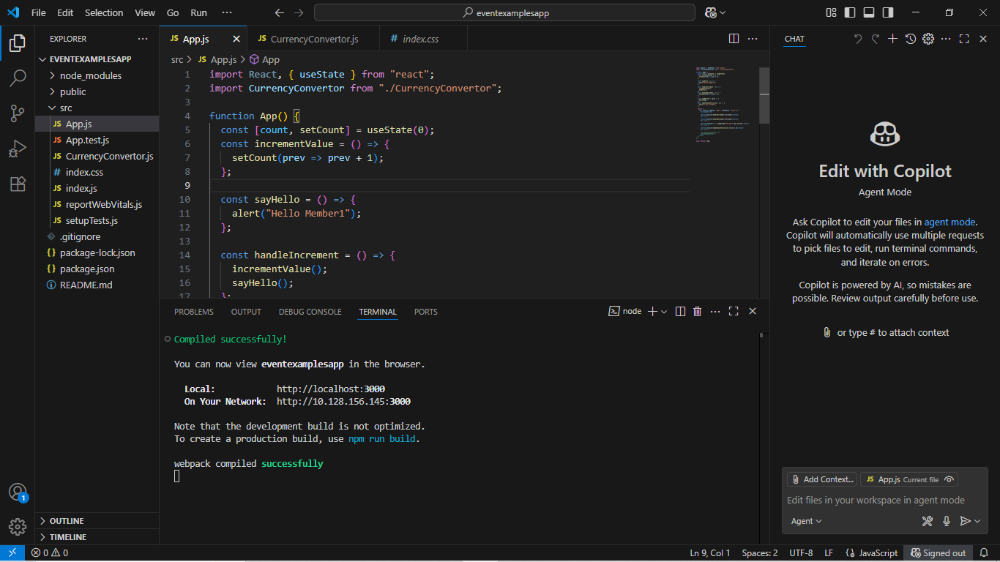 File Edit Selection View Go Run ···
eventexamplesapp
EXPLORER
EVENTEXAMPLESAPP
node_modules
public
src
JS App.js
JS App.test.js
JS CurrencyConvertor.js
# index.css
JS index.js
JS reportWebVitals.js
JS setupTests.js
.gitignore
{} package-lock.json
{} package.json
README.md
OUTLINE
TIMELINE
JS App.js
JS CurrencyConvertor.js
# index.css
src > JS App.js > App
1 import React, { useState } from "react";
2 import CurrencyConvertor from "./CurrencyConvertor";
3
4 function App() {
5 const [count, setCount] = useState(0);
6 const incrementValue = () => {
7 setCount(prev => prev + 1);
8 };
9
10 const sayHello = () => {
11 alert("Hello Member1");
12 };
13
14 const handleIncrement = () => {
15 incrementValue();
16 sayHello();
17 };
PROBLEMS OUTPUT DEBUG CONSOLE TERMINAL PORTS
node
Compiled successfully!
You can now view eventexamplesapp in the browser.
Local: http://localhost:3000
On Your Network: http://10.128.156.145:3000
Note that the development build is not optimized.
To create a production build, use npm run build.
webpack compiled successfully
CHAT
Edit with Copilot
Agent Mode
Ask Copilot to edit your files in agent mode.
Copilot will automatically use multiple requests
to pick files to edit, run terminal commands,
and iterate on errors.
Copilot is powered by AI, so mistakes are
possible. Review output carefully before use.
or type # to attach context
Add Context...
JS App.js Current file
Edit files in your workspace in agent mode
Agent
1
0 0
Ln 9, Col 1 Spaces: 2 UTF-8 LF {} JavaScript Signed out